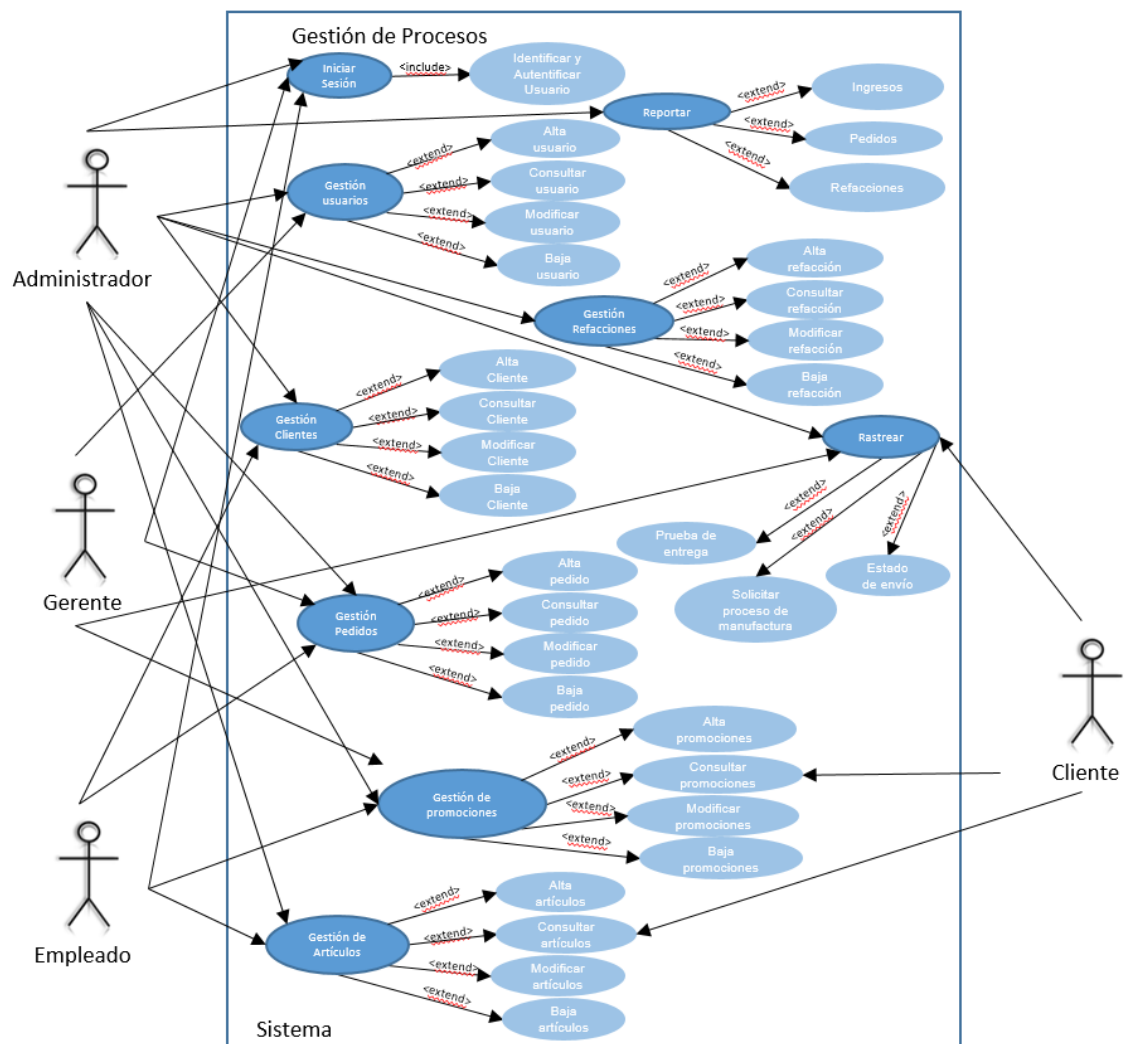 Gestión de Procesos
Iniciar
Sesión
<include>
Identificar y
Autentificar
Usuario
Reportar
<extend>
Ingresos
<extend>
Pedidos
<extend>
Refacciones
Administrador
Gestión
usuarios
<extend>
Alta
usuario
<extend>
Consultar
usuario
<extend>
Modificar
usuario
<extend>
Baja
usuario
Gestión
Refacciones
<extend>
Alta
refacción
<extend>
Consultar
refacción
<extend>
Modificar
refacción
<extend>
Baja
refacción
Gestión
Clientes
<extend>
Alta
Cliente
<extend>
Consultar
Cliente
<extend>
Modificar
Cliente
<extend>
Baja
Cliente
Rastrear
<extend>
Prueba de
entrega
<extend>
Solicitar
proceso de
manufactura
<extend>
Estado
de envío
Gerente
Gestión
Pedidos
<extend>
Alta
pedido
<extend>
Consultar
pedido
<extend>
Modificar
pedido
<extend>
Baja
pedido
Cliente
Gestión de
promociones
<extend>
Alta
promociones
<extend>
Consultar
promociones
<extend>
Modificar
promociones
<extend>
Baja
promociones
Empleado
Gestión de
Artículos
<extend>
Alta
artículos
<extend>
Consultar
artículos
<extend>
Modificar
artículos
<extend>
Baja
artículos
Sistema